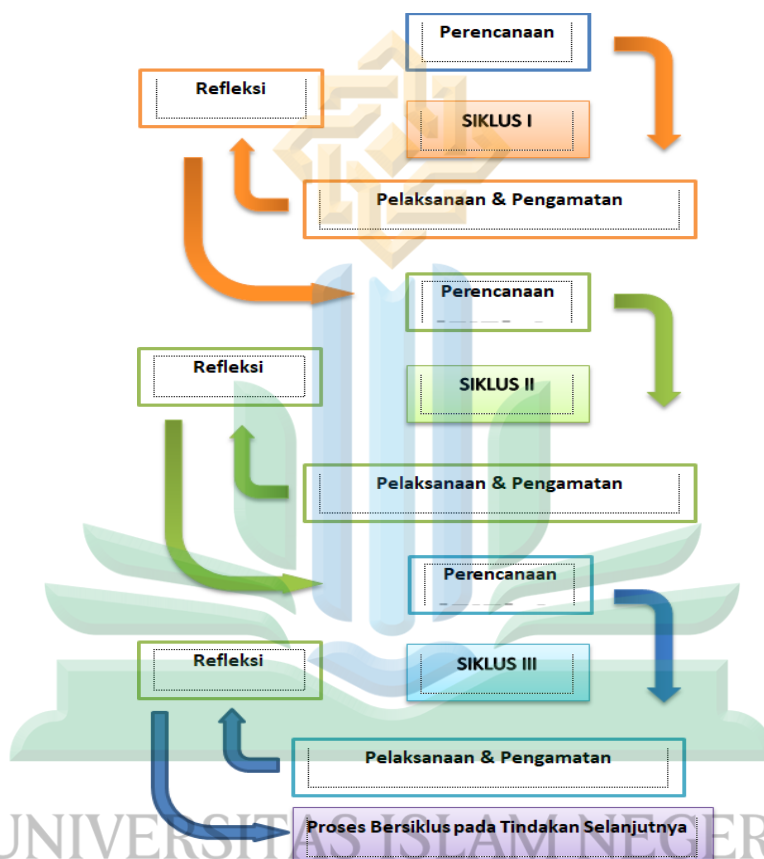 Perencanaan
Refleksi
SIKLUS I
Pelaksanaan & Pengamatan
Perencanaan
Refleksi
SIKLUS II
Pelaksanaan & Pengamatan
Perencanaan
Refleksi
SIKLUS III
Pelaksanaan & Pengamatan
Proses Bersiklus pada Tindakan Selanjutnya
UNIVERSITAS ISLAM NEGER